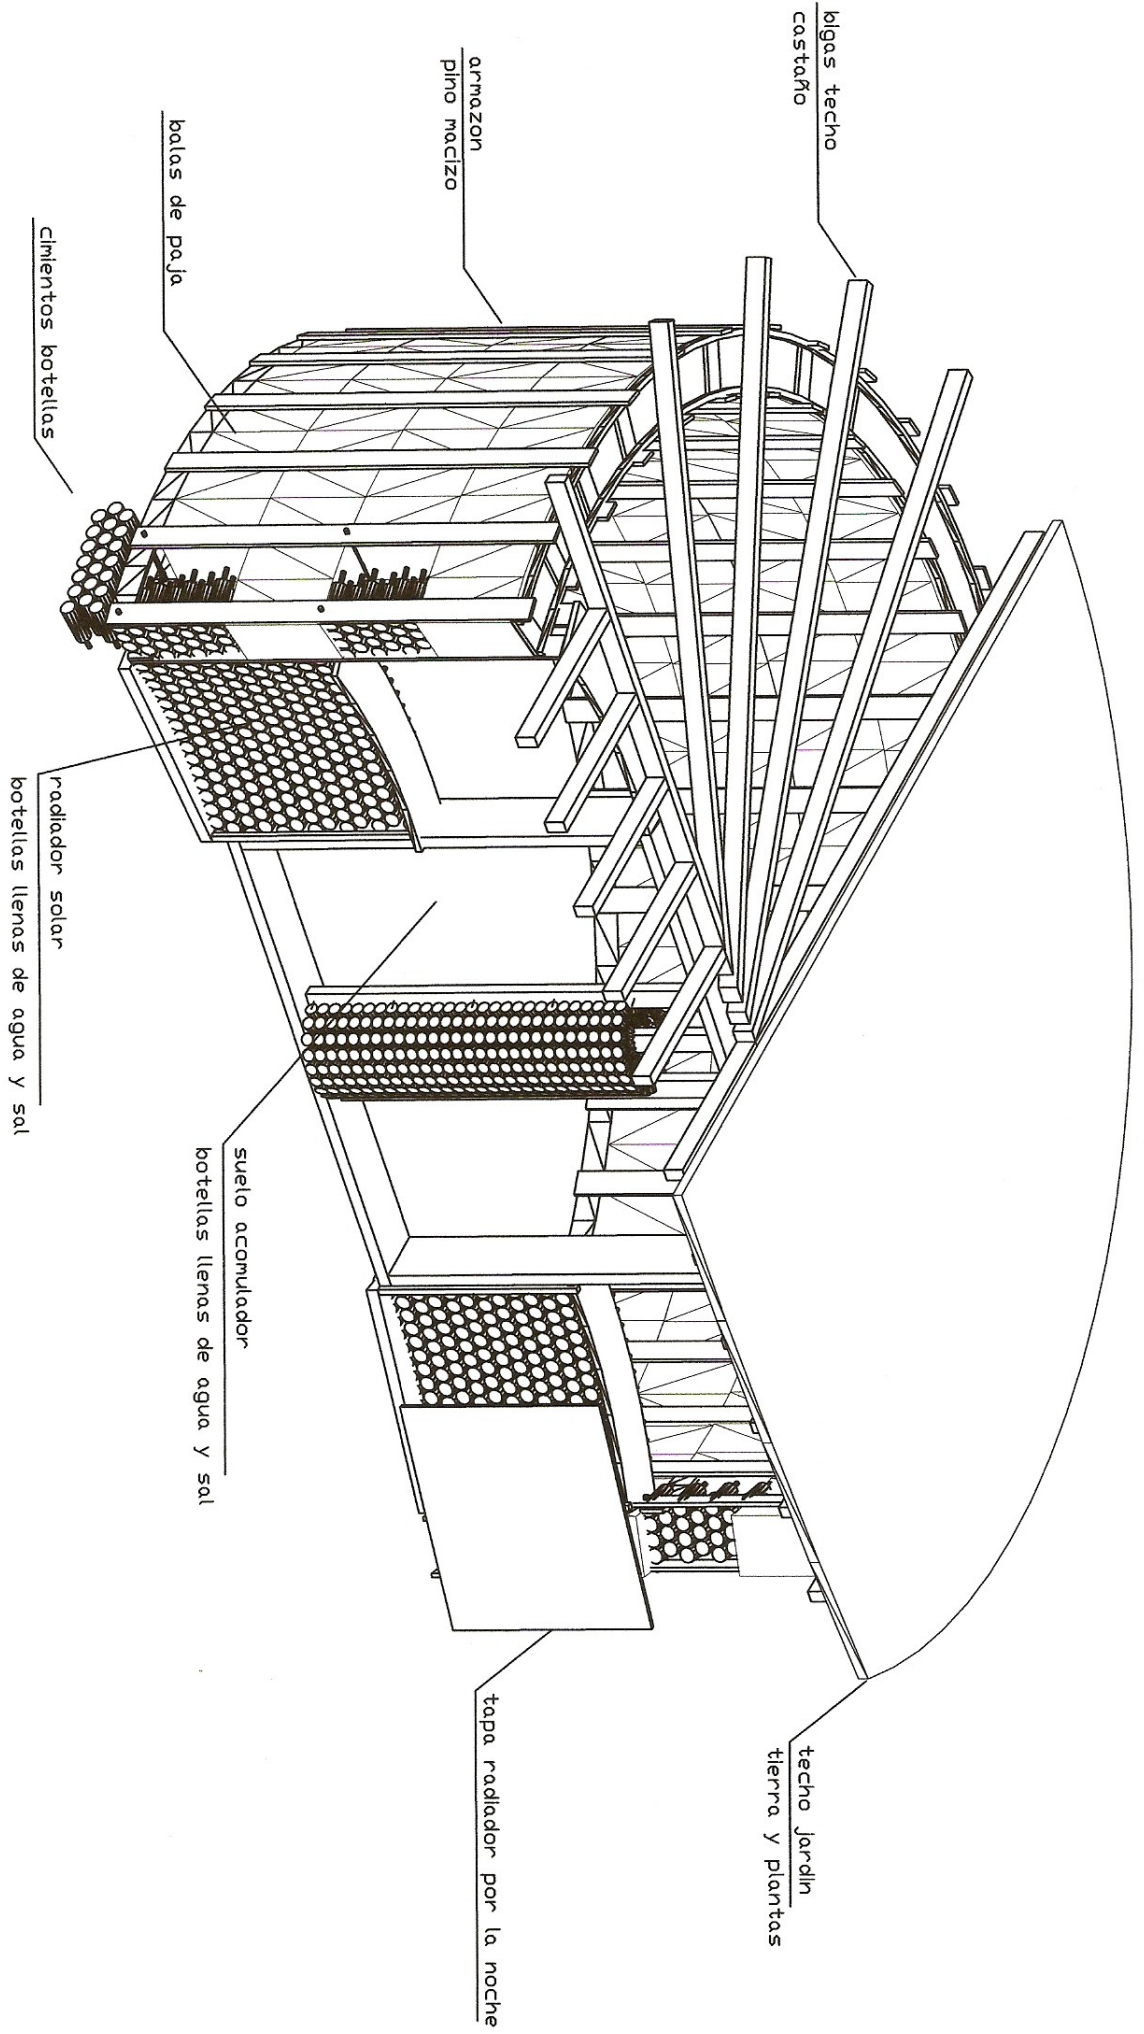 bigas techo
castaño
armazon
pino macizo
balas de paja
cimientos botellas
radiador solar
botellas llenas de agua y sal
suelo acomulador
botellas llenas de agua y sal
tapa radiador por la noche
techo jardin
tierra y plantas